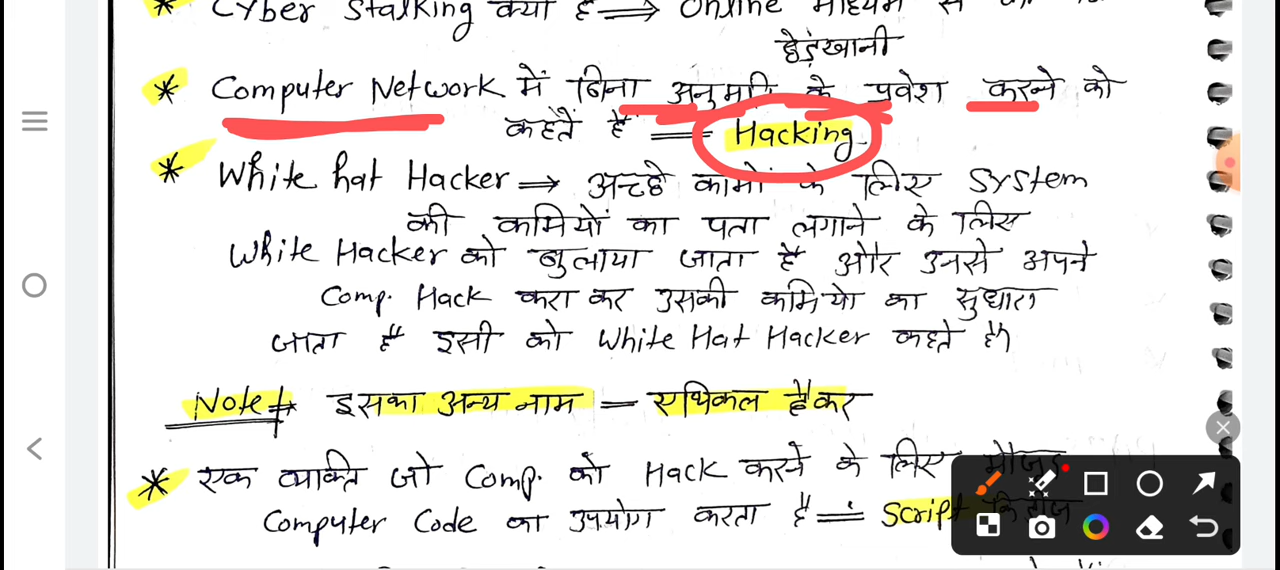 * Cyber Stalking क्या है ⇒ Online माध्यम से
छेड़खानी
* Computer Network में बिना अनुमति के प्रवेश करने को
कहते है = Hacking
* White hat Hacker ⇒ अच्छे कामों के लिए System
की कमियों का पता लगाने के लिस
White Hacker को बुलाया जाता है और उनसे अपने
Comp. Hack करा कर उसकी कमियो का सुधारा
जाता है इसी को White Hat Hacker कहते है।
Note ⇒ इसका अन्य नाम – एथिकल हैकर
* एक व्यक्ति जो Comp. को Hack करने के लिए मौजूद
Computer Code का उपयोग करता है = Script